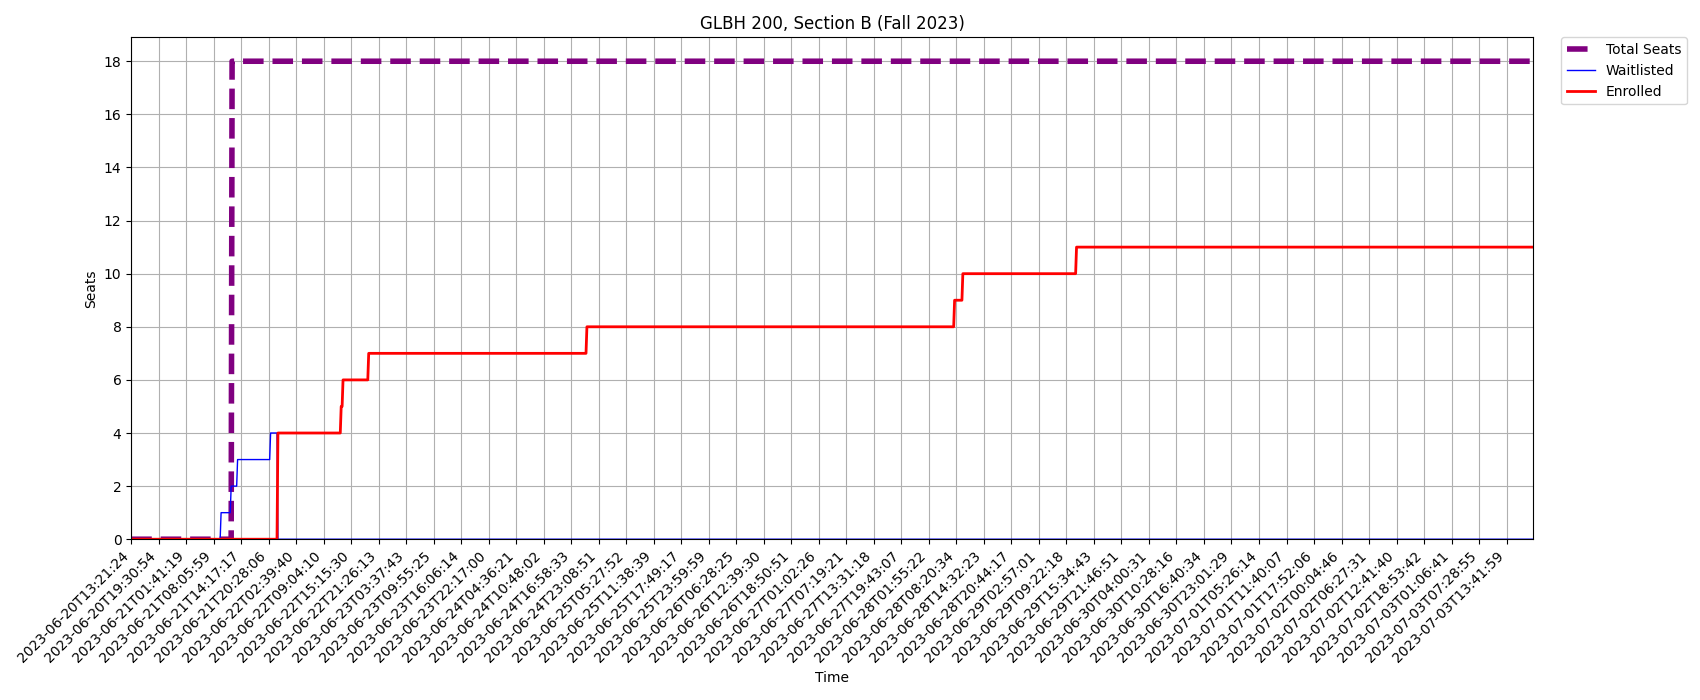 GLBH 200, Section B (Fall 2023)
Total Seats
Waitlisted
Enrolled
Seats
18
16
14
12
10
8
6
4
2
0
2023-06-20T13:21:24
2023-06-20T19:30:54
2023-06-21T01:41:19
2023-06-21T08:05:59
2023-06-21T14:17:17
2023-06-21T20:28:06
2023-06-22T02:39:40
2023-06-22T09:04:10
2023-06-22T15:15:30
2023-06-22T21:26:13
2023-06-23T03:37:43
2023-06-23T09:55:25
2023-06-23T16:06:14
2023-06-23T22:17:00
2023-06-24T04:36:21
2023-06-24T10:48:02
2023-06-24T16:58:33
2023-06-24T23:08:51
2023-06-25T05:27:52
2023-06-25T11:38:39
2023-06-25T17:49:17
2023-06-25T23:59:59
2023-06-26T06:28:25
2023-06-26T12:39:30
2023-06-26T18:50:51
2023-06-27T01:02:26
2023-06-27T07:19:21
2023-06-27T13:31:18
2023-06-27T19:43:07
2023-06-28T01:55:22
2023-06-28T08:20:34
2023-06-28T14:32:23
2023-06-28T20:44:17
2023-06-29T02:57:01
2023-06-29T09:22:18
2023-06-29T15:34:43
2023-06-29T21:46:51
2023-06-30T04:00:31
2023-06-30T10:28:16
2023-06-30T16:40:34
2023-06-30T23:01:29
2023-07-01T05:26:14
2023-07-01T11:40:07
2023-07-01T17:52:06
2023-07-02T00:04:46
2023-07-02T06:27:31
2023-07-02T12:41:40
2023-07-02T18:53:42
2023-07-03T01:06:41
2023-07-03T07:28:55
2023-07-03T13:41:59
Time